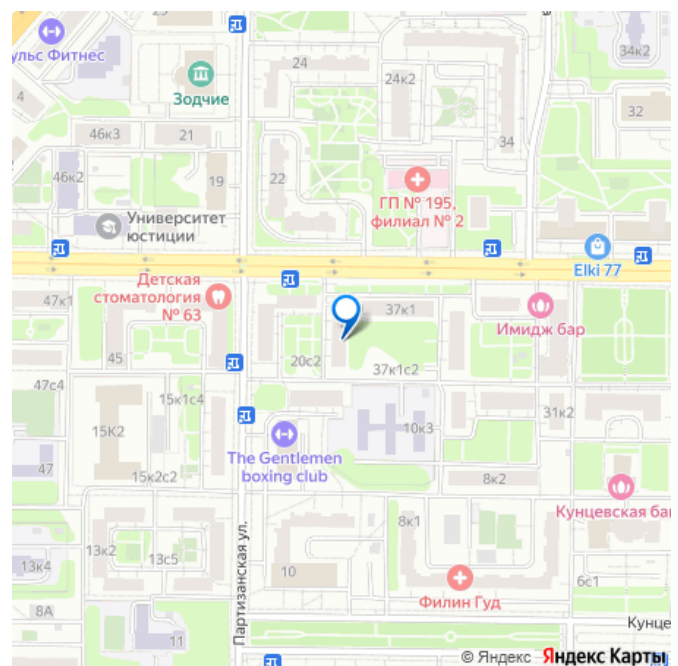 ульс Фитнес
24
34к2
Зодчие
24к2
4
32
46к3
21
34
46к2
19
22
ГП № 195,
филиал № 2
Университет
юстиции
Elki 77
Детская
стоматология
№ 63
47к1
37к1
Имидж бар
45
20с2
37к1с2
47с4
15к1с4
31к2
15К2
10к3
47
The Gentlemen
boxing club
15к2с2
8к2
Кунцевская бан
Партизанская ул.
8к1
13к2
13с5
13к4
10
6с1
Филин Гуд
8А
11
Кунце
© Яндекс Яндекс Карты